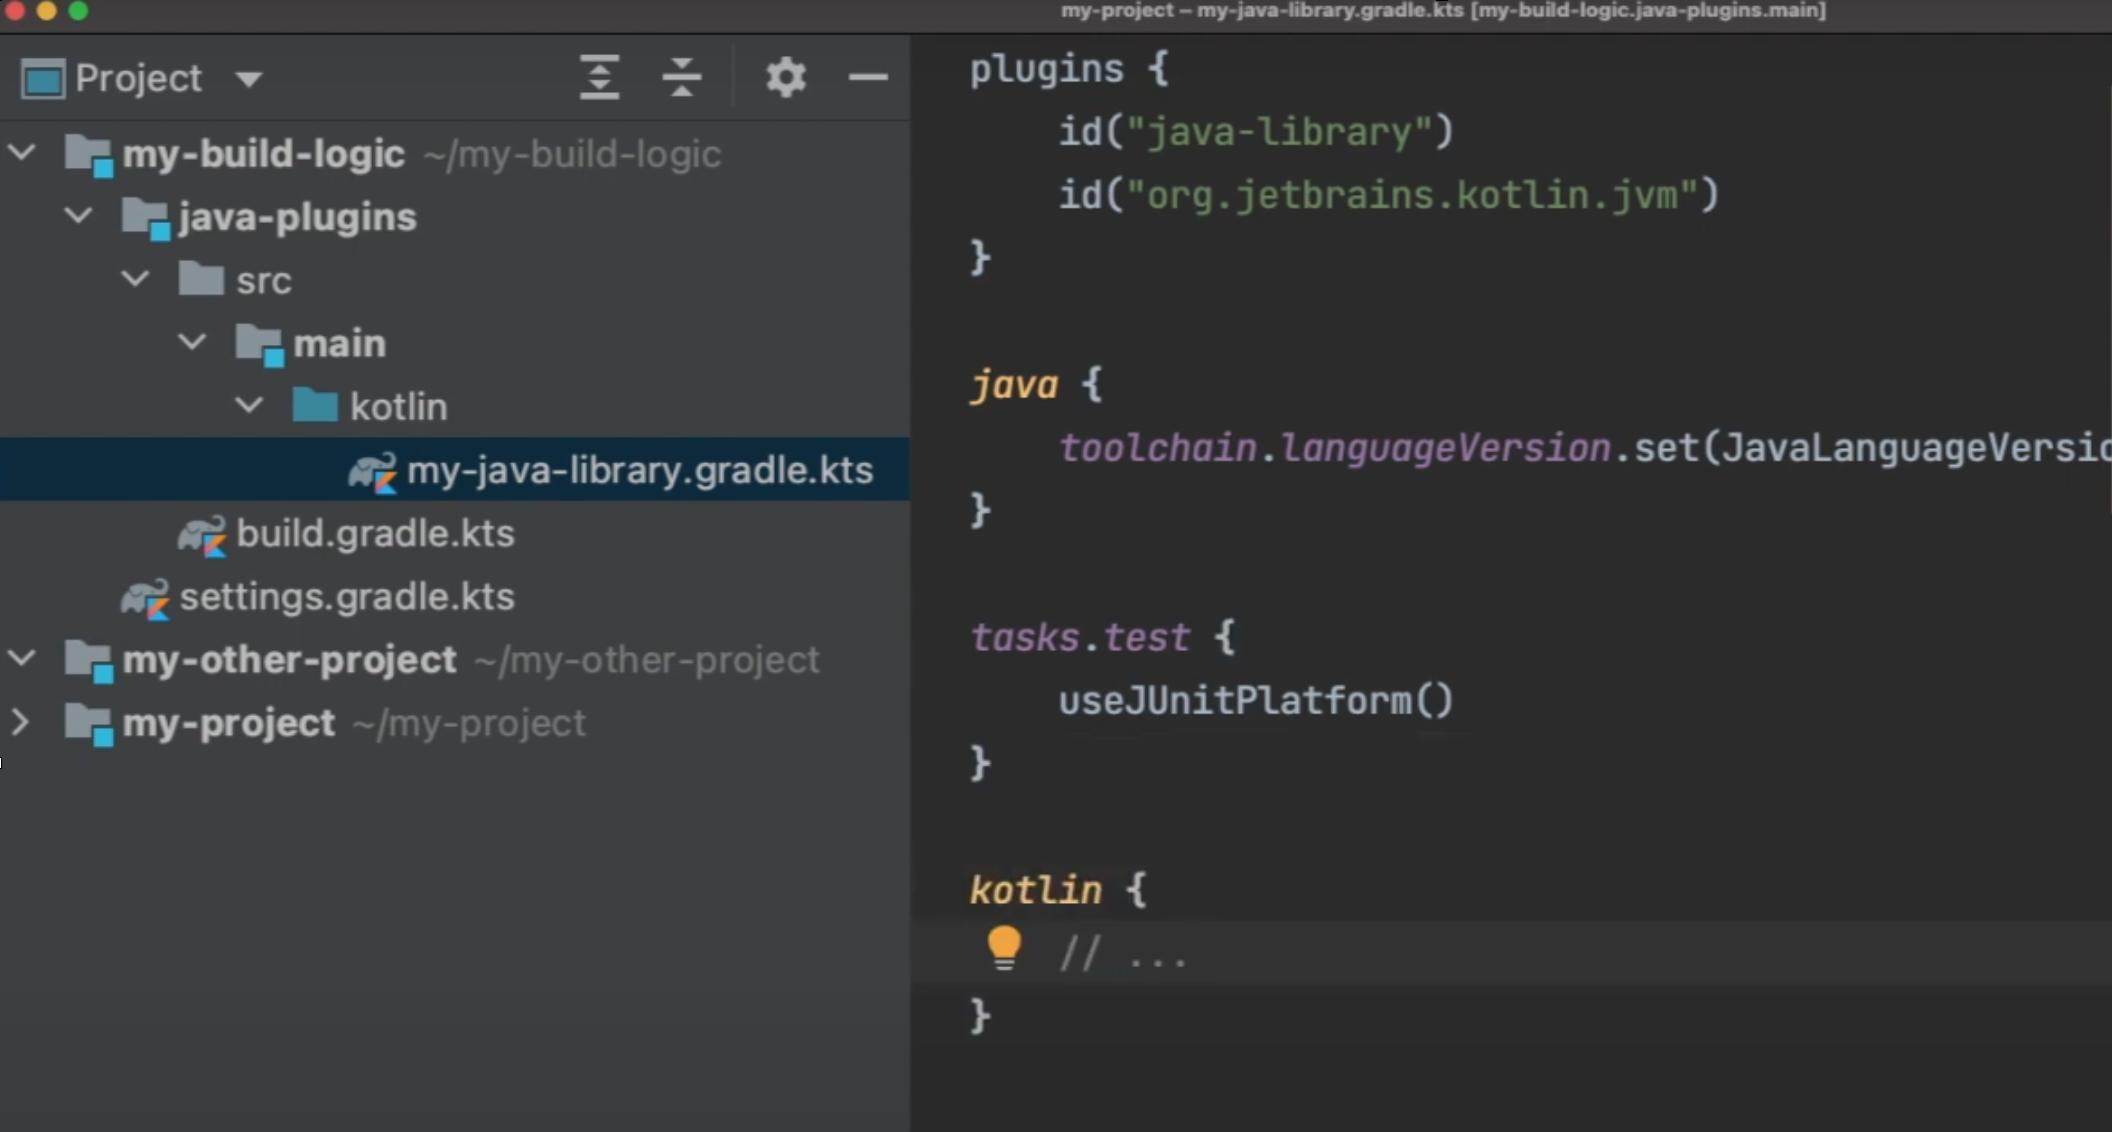 my-project – my-java-library.gradle.kts [my-build-logic.java-plugins.main]
Project
my-build-logic ~/my-build-logic
java-plugins
src
main
kotlin
my-java-library.gradle.kts
build.gradle.kts
settings.gradle.kts
my-other-project ~/my-other-project
my-project ~/my-project
plugins {
id("java-library")
id("org.jetbrains.kotlin.jvm")
}
java {
toolchain.languageVersion.set(JavaLanguageVersio
}
tasks.test {
useJUnitPlatform()
}
kotlin {
// ...
}